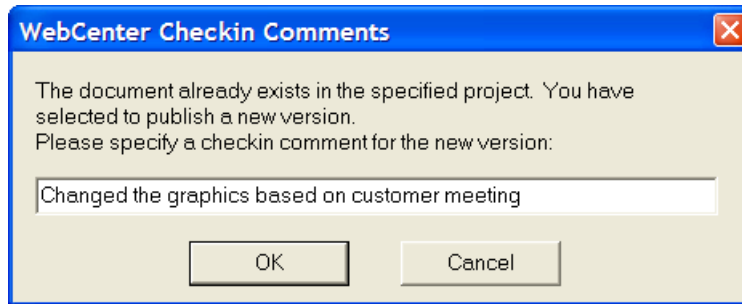 WebCenter Checkin Comments
The document already exists in the specified project. You have
selected to publish a new version.
Please specify a checkin comment for the new version:
Changed the graphics based on customer meeting
OK
Cancel